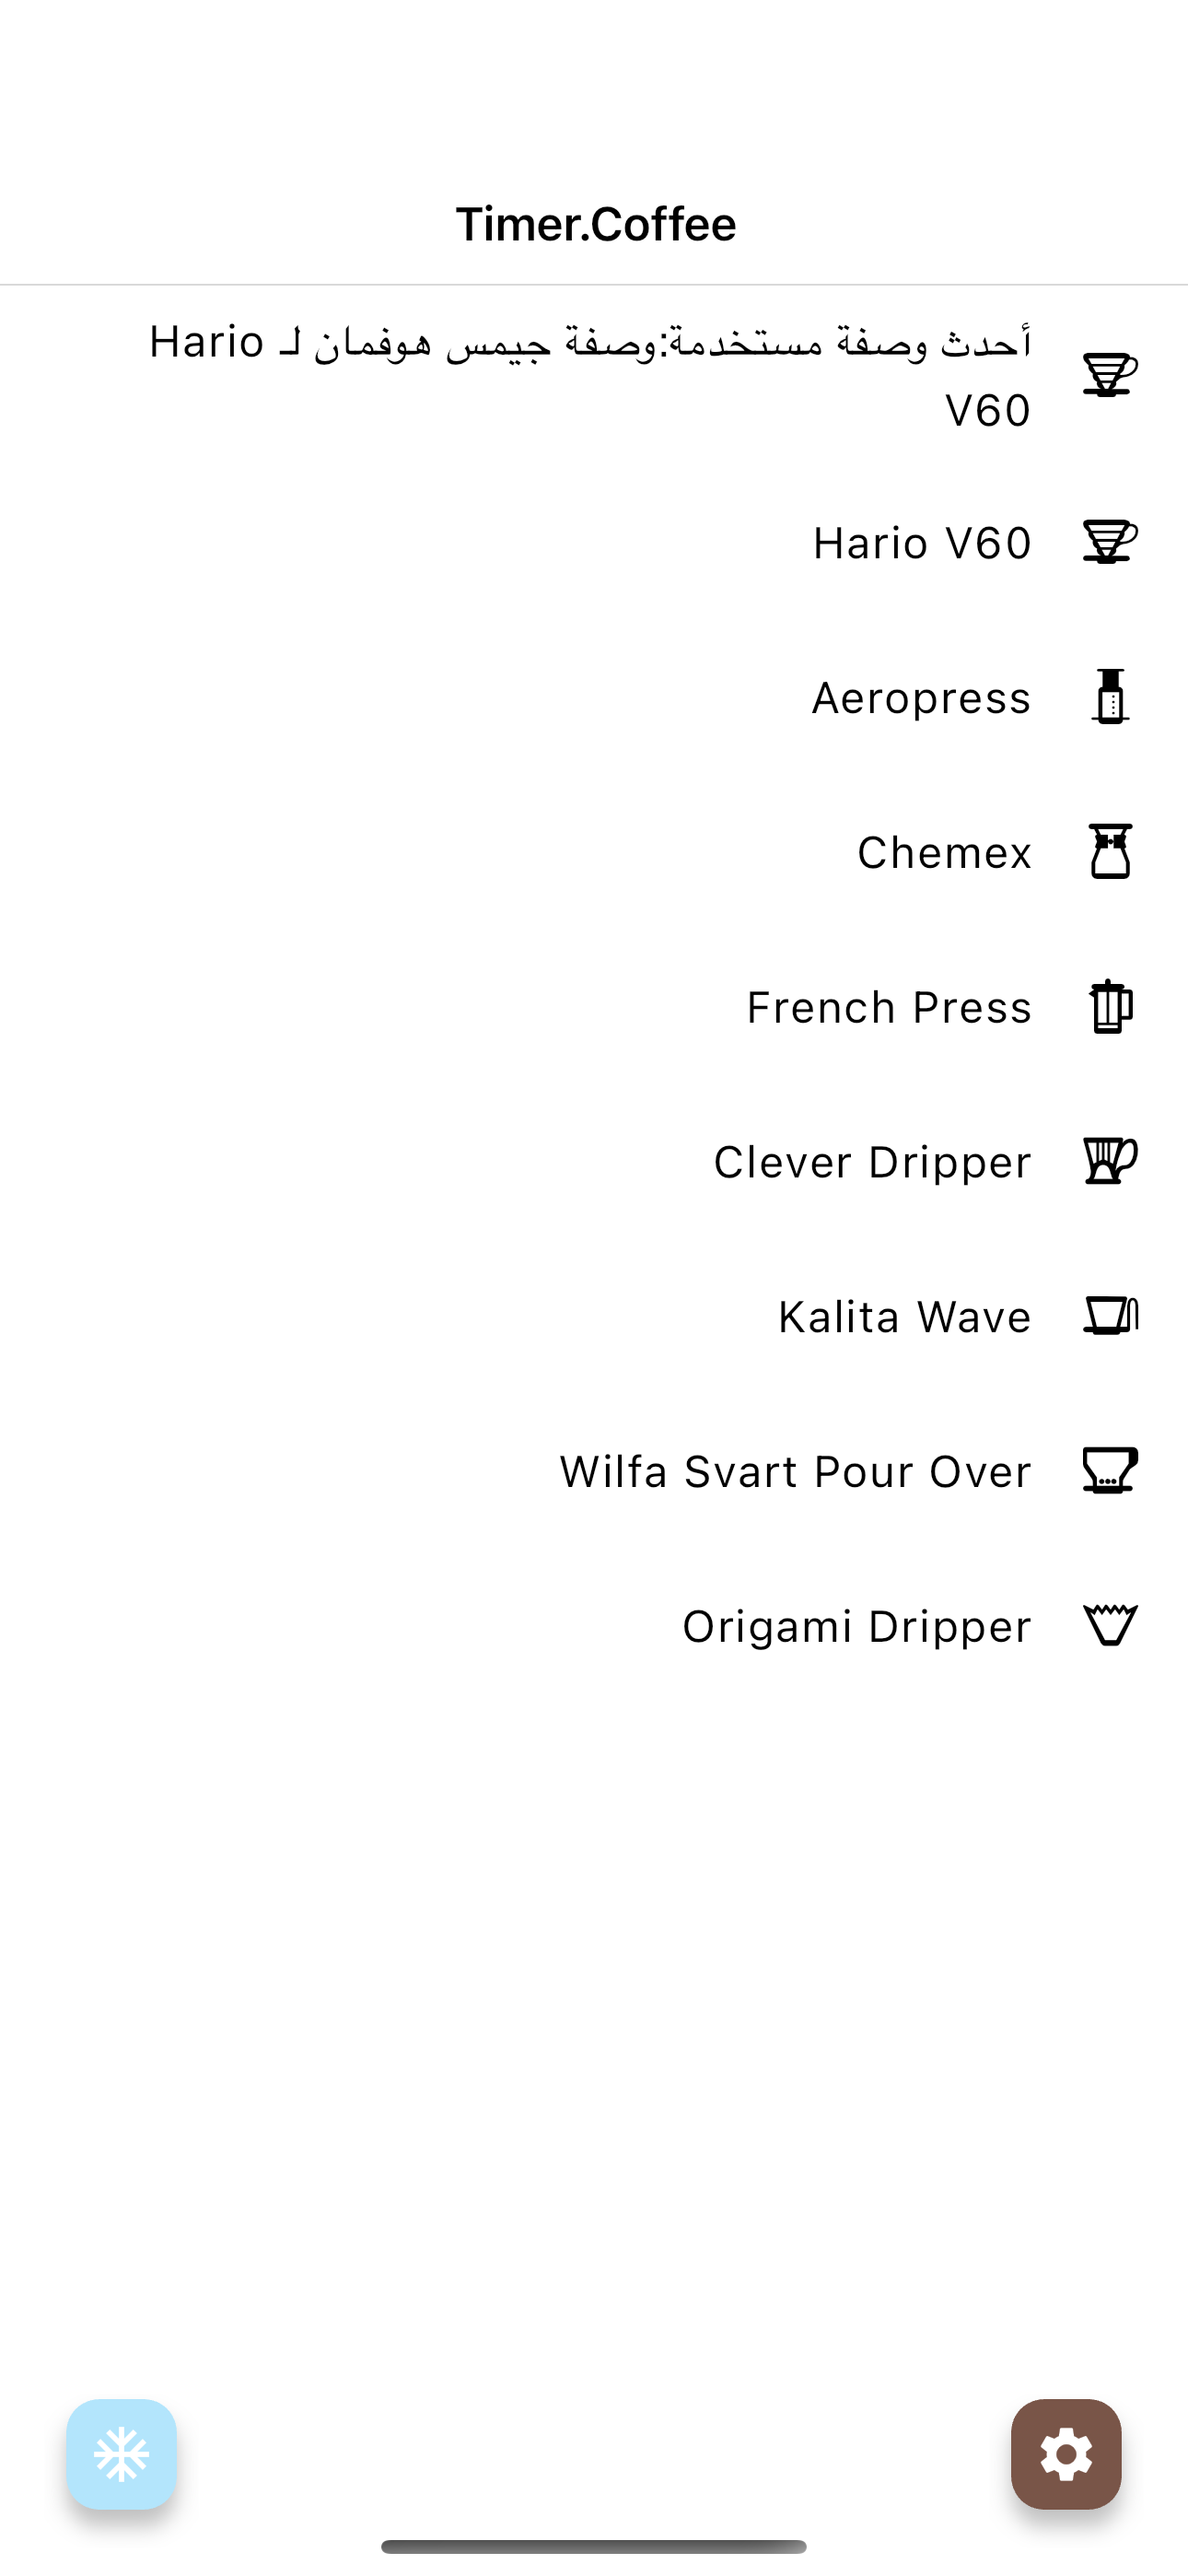 Timer.Coffee
أحدث وصفة مستخدمة:وصفة جيمس هوفمان لـ Hario
V60
Hario V60
Aeropress
Chemex
French Press
Clever Dripper
Kalita Wave
Wilfa Svart Pour Over
Origami Dripper